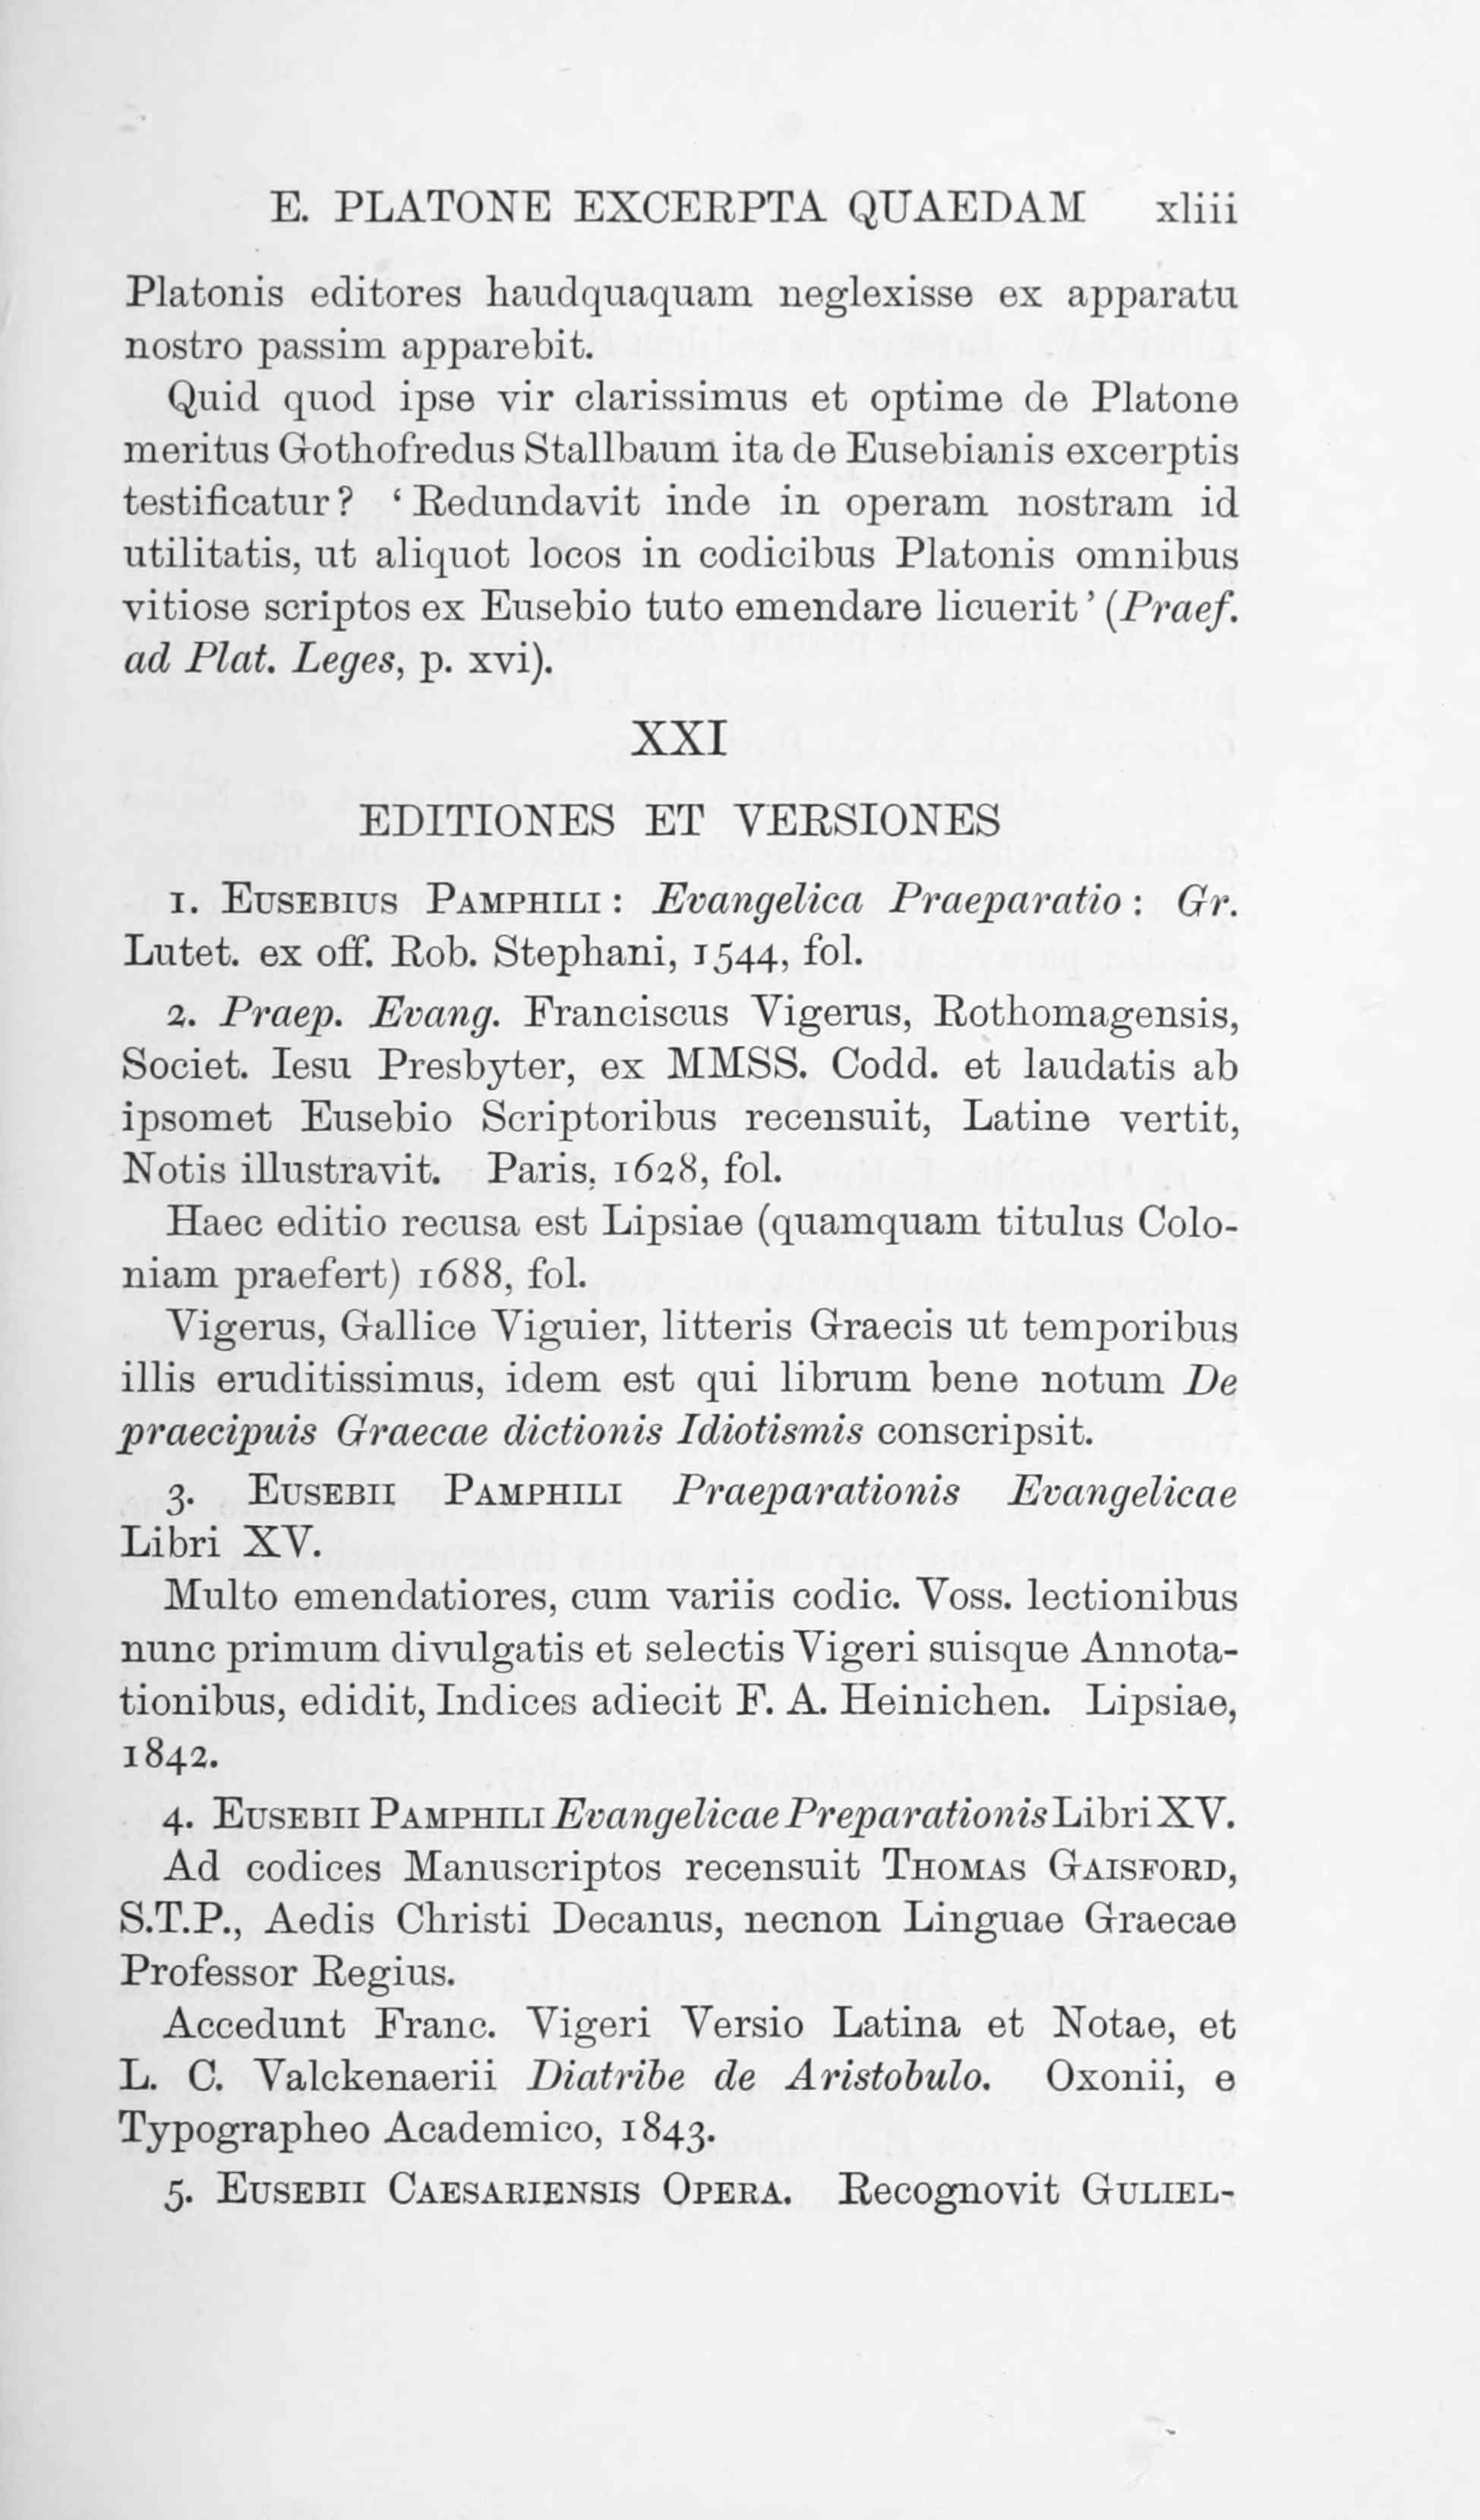 E. PLATONE EXCERPTA QUAEDAM xliii
Platonis editores haudquaquam neglexisse ex apparatu
nostro passim apparebit.
Quid quod ipse vir clarissimus et optime de Platone
meritus Gothofredus Stallbaum ita de Eusebianis excerptis
testificatur? ‘Redundavit inde in operam nostram id
utilitatis, ut aliquot locos in codicibus Platonis omnibus
vitiose scriptos ex Eusebio tuto emendare licuerit’ (Praef.
ad Plat. Leges, p. xvi).
XXI
EDITIONES ET VERSIONES
1. EUSEBIUS PAMPHILI: Evangelica Praeparatio: Gr.
Lutet. ex off. Rob. Stephani, 1544, fol.
2. Praep. Evang. Franciscus Vigerus, Rothomagensis,
Societ. Iesu Presbyter, ex MMSS. Codd. et laudatis ab
ipsomet Eusebio Scriptoribus recensuit, Latine vertit,
Notis illustravit. Paris, 1628, fol.
Haec editio recusa est Lipsiae (quamquam titulus Colo-
niam praefert) 1688, fol.
Vigerus, Gallice Viguier, litteris Graecis ut temporibus
illis eruditissimus, idem est qui librum bene notum De
praecipuis Graecae dictionis Idiotismis conscripsit.
3. EUSEBII PAMPHILI Praeparationis Evangelicae
Libri XV.
Multo emendatiores, cum variis codic. Voss. lectionibus
nunc primum divulgatis et selectis Vigeri suisque Annota-
tionibus, edidit, Indices adiecit F. A. Heinichen. Lipsiae,
1842.
4. EUSEBII PAMPHILI Evangelicae Preparationis Libri XV.
Ad codices Manuscriptos recensuit THOMAS GAISFORD,
S.T.P., Aedis Christi Decanus, necnon Linguae Graecae
Professor Regius.
Accedunt Franc. Vigeri Versio Latina et Notae, et
L. C. Valckenaerii Diatribe de Aristobulo. Oxonii, e
Typographeo Academico, 1843.
5. EUSEBII CAESARIENSIS OPERA. Recognovit GULIEL-